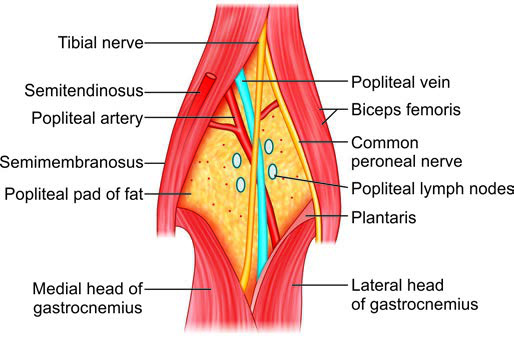 Tibial nerve
Semitendinosus
Popliteal artery
Semimembranosus
Popliteal pad of fat
Medial head of
gastrocnemius
Popliteal vein
Biceps femoris
Common
peroneal nerve
Popliteal lymph nodes
Plantaris
Lateral head
of gastrocnemius